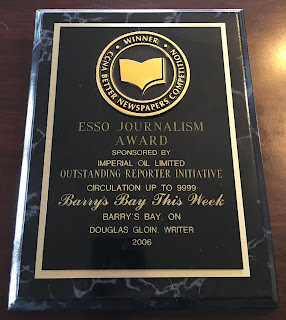 • WINNER •
CCNA BETTER NEWSPAPERS COMPETITION
ESSO JOURNALISM
AWARD
SPONSORED BY
IMPERIAL OIL LIMITED
OUTSTANDING REPORTER INITIATIVE
CIRCULATION UP TO 9999
Barry's Bay This Week
BARRY'S BAY, ON
DOUGLAS GLOIN, WRITER
2006